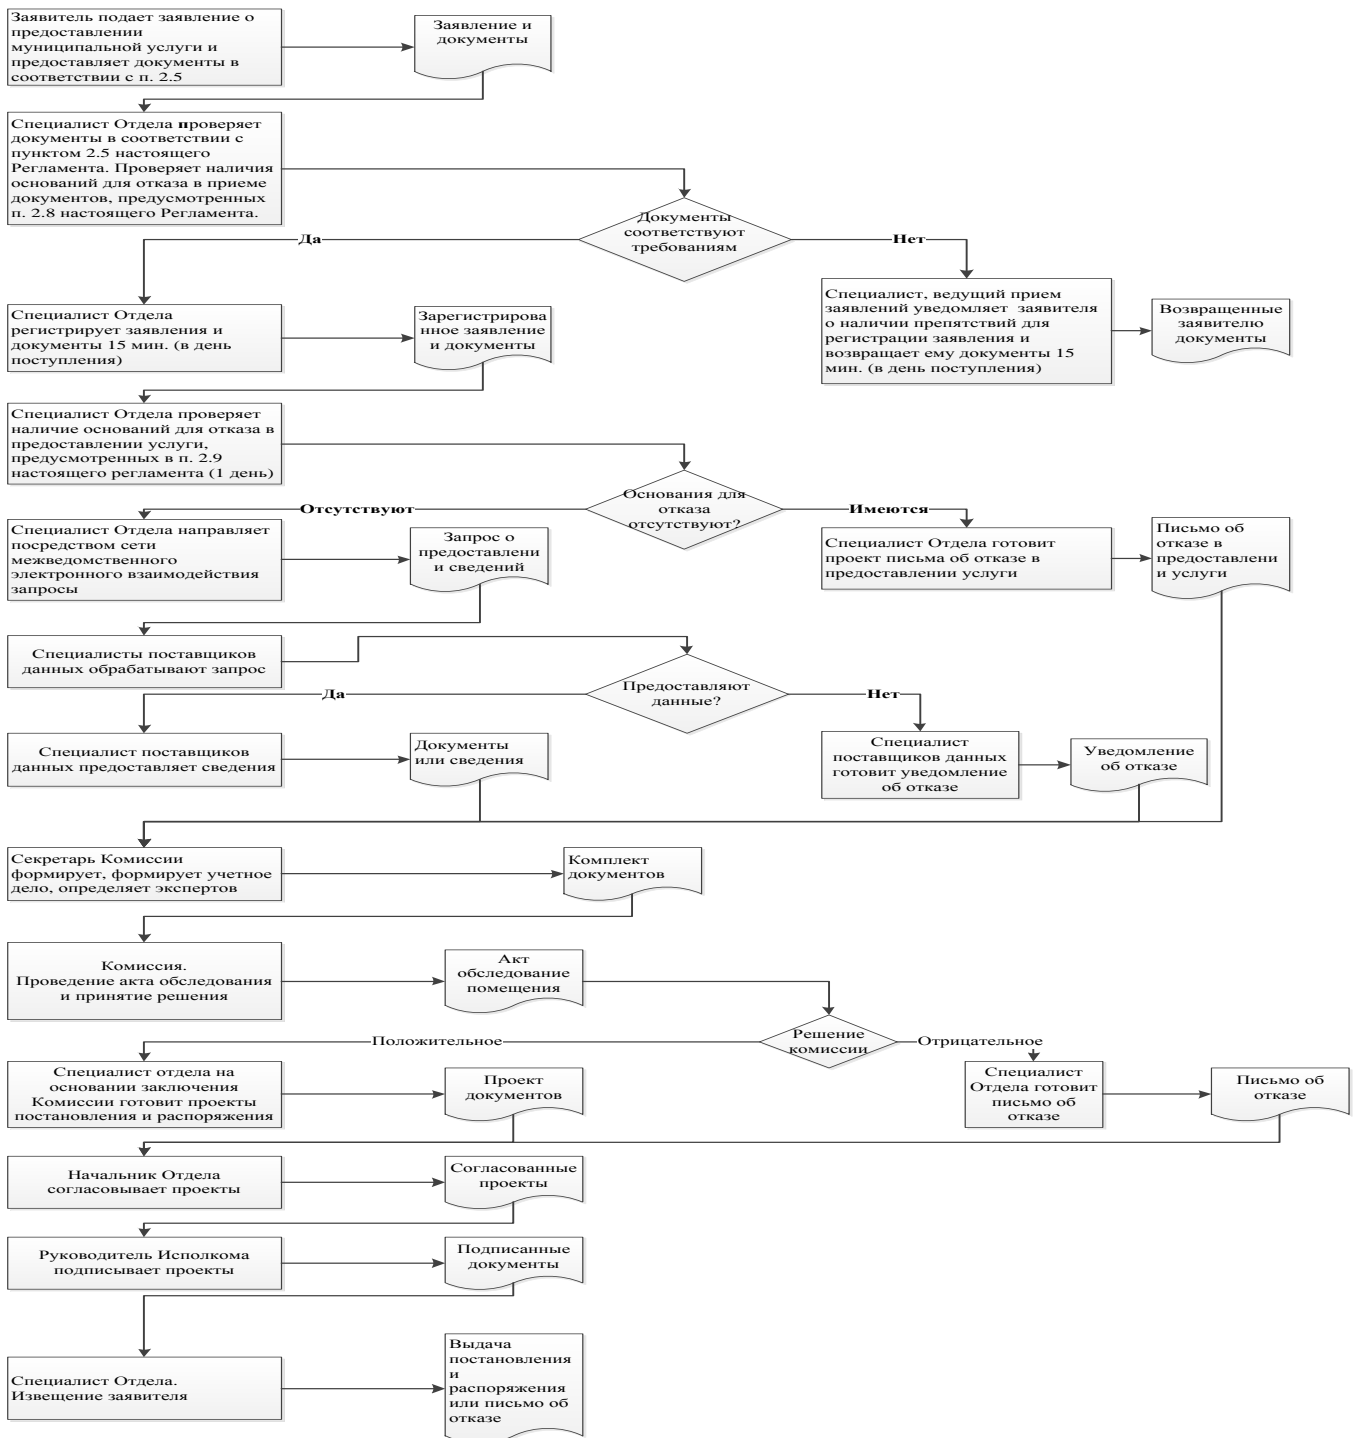 Заявитель подает заявление о
предоставлении
муниципальной услуги и
предоставляет документы в
соответствии с п. 2.5
Заявление и
документы
Специалист Отдела проверяет
документы в соответствии с
пунктом 2.5 настоящего
Регламента. Проверяет наличия
оснований для отказа в приеме
документов, предусмотренных
п. 2.8 настоящего Регламента.
Документы
соответствуют
требованиям
Да
Нет
Специалист Отдела
регистрирует заявления и
документы 15 мин. (в день
поступления)
Зарегистрирова
нное заявление
и документы
Специалист, ведущий прием
заявлений уведомляет заявителя
о наличии препятствий для
регистрации заявления и
возвращает ему документы 15
мин. (в день поступления)
Возвращенные
заявителю
документы
Специалист Отдела проверяет
наличие оснований для отказа в
предоставлении услуги,
предусмотренных в п. 2.9
настоящего регламента (1 день)
Основания для
отказа
отсутствуют?
Отсутствуют
Имеются
Специалист Отдела направляет
посредством сети
межведомственного
электронного взаимодействия
запросы
Запрос о
предоставлени
и сведений
Специалист Отдела готовит
проект письма об отказе в
предоставлении услуги
Письмо об
отказе в
предоставлени
и услуги
Специалисты поставщиков
данных обрабатывают запрос
Предоставляют
данные?
Да
Нет
Специалист поставщиков
данных предоставляет сведения
Документы
или сведения
Специалист
поставщиков данных
готовит уведомление
об отказе
Уведомление
об отказе
Секретарь Комиссии
формирует, формирует учетное
дело, определяет экспертов
Комплект
документов
Комиссия.
Проведение акта обследования
и принятие решения
Акт
обследование
помещения
Решение
комиссии
Положительное
Отрицательное
Специалист отдела на
основании заключения
Комиссии готовит проекты
постановления и распоряжения
Проект
документов
Специалист
Отдела готовит
письмо об
отказе
Письмо об
отказе
Начальник Отдела
согласовывает проекты
Согласованные
проекты
Руководитель Исполкома
подписывает проекты
Подписанные
документы
Специалист Отдела.
Извещение заявителя
Выдача
постановления
и
распоряжения
или письмо об
отказе